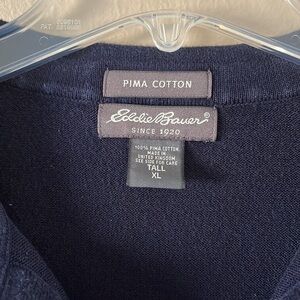 PIMA COTTON
Eddie Bauer®
SINCE 1920
100% PIMA COTTON
MADE IN
UNITED KINGDOM
SEE SIDE FOR CARE
TALL
XL